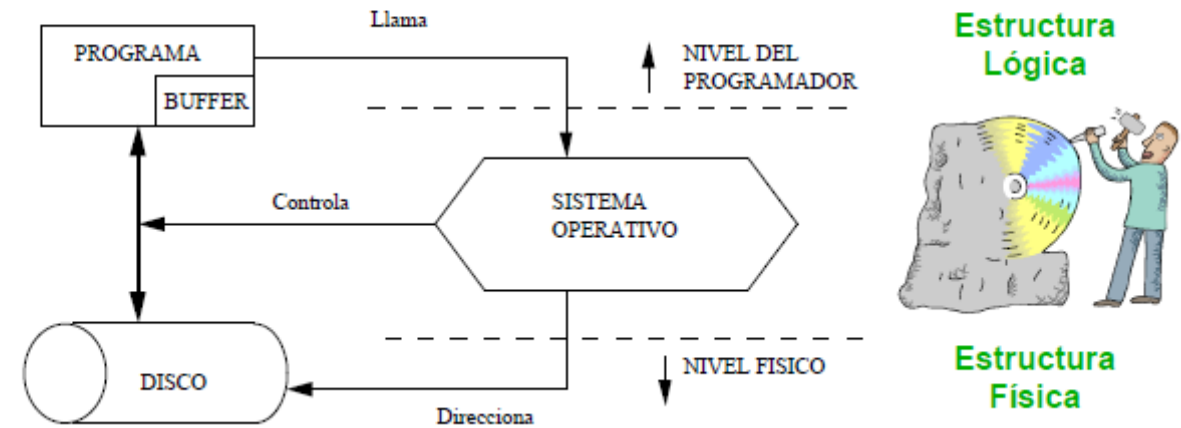 Llama
PROGRAMA
BUFFER
NIVEL DEL
PROGRAMADOR
Estructura
Lógica
Controla
SISTEMA
OPERATIVO
DISCO
NIVEL FISICO
Direcciona
Estructura
Física